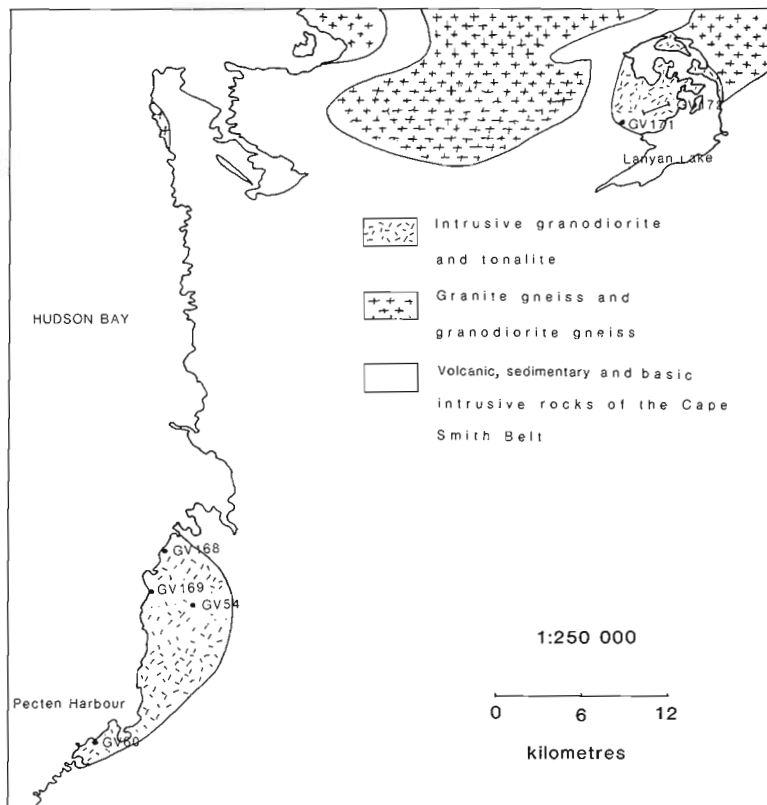 GV172
GV171
Lanyan Lake
Intrusive granodiorite
and tonalite
Granite gneiss and
granodiorite gneiss
HUDSON BAY
Volcanic, sedimentary and basic
intrusive rocks of the Cape
Smith Belt
GV168
GV169
GV54
1:250 000
Pecten Harbour
0 6 12
GV60
kilometres